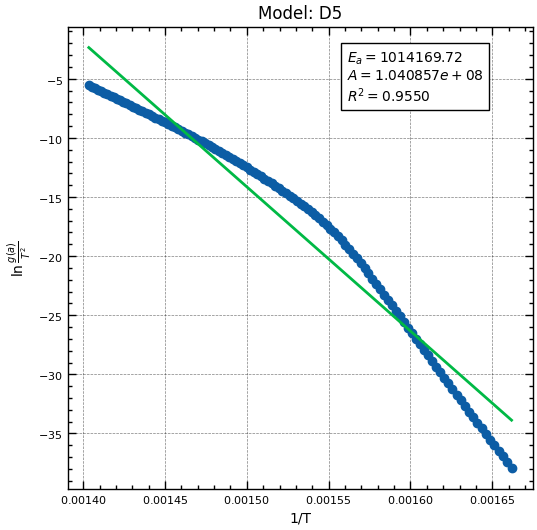 Model: D5
E_a = 1014169.72
A = 1.040857e + 08
R^2 = 0.9550
−5
−10
−15
−20
−25
−30
−35
ln g(a)/T^2
0.00140 0.00145 0.00150 0.00155 0.00160 0.00165
1/T